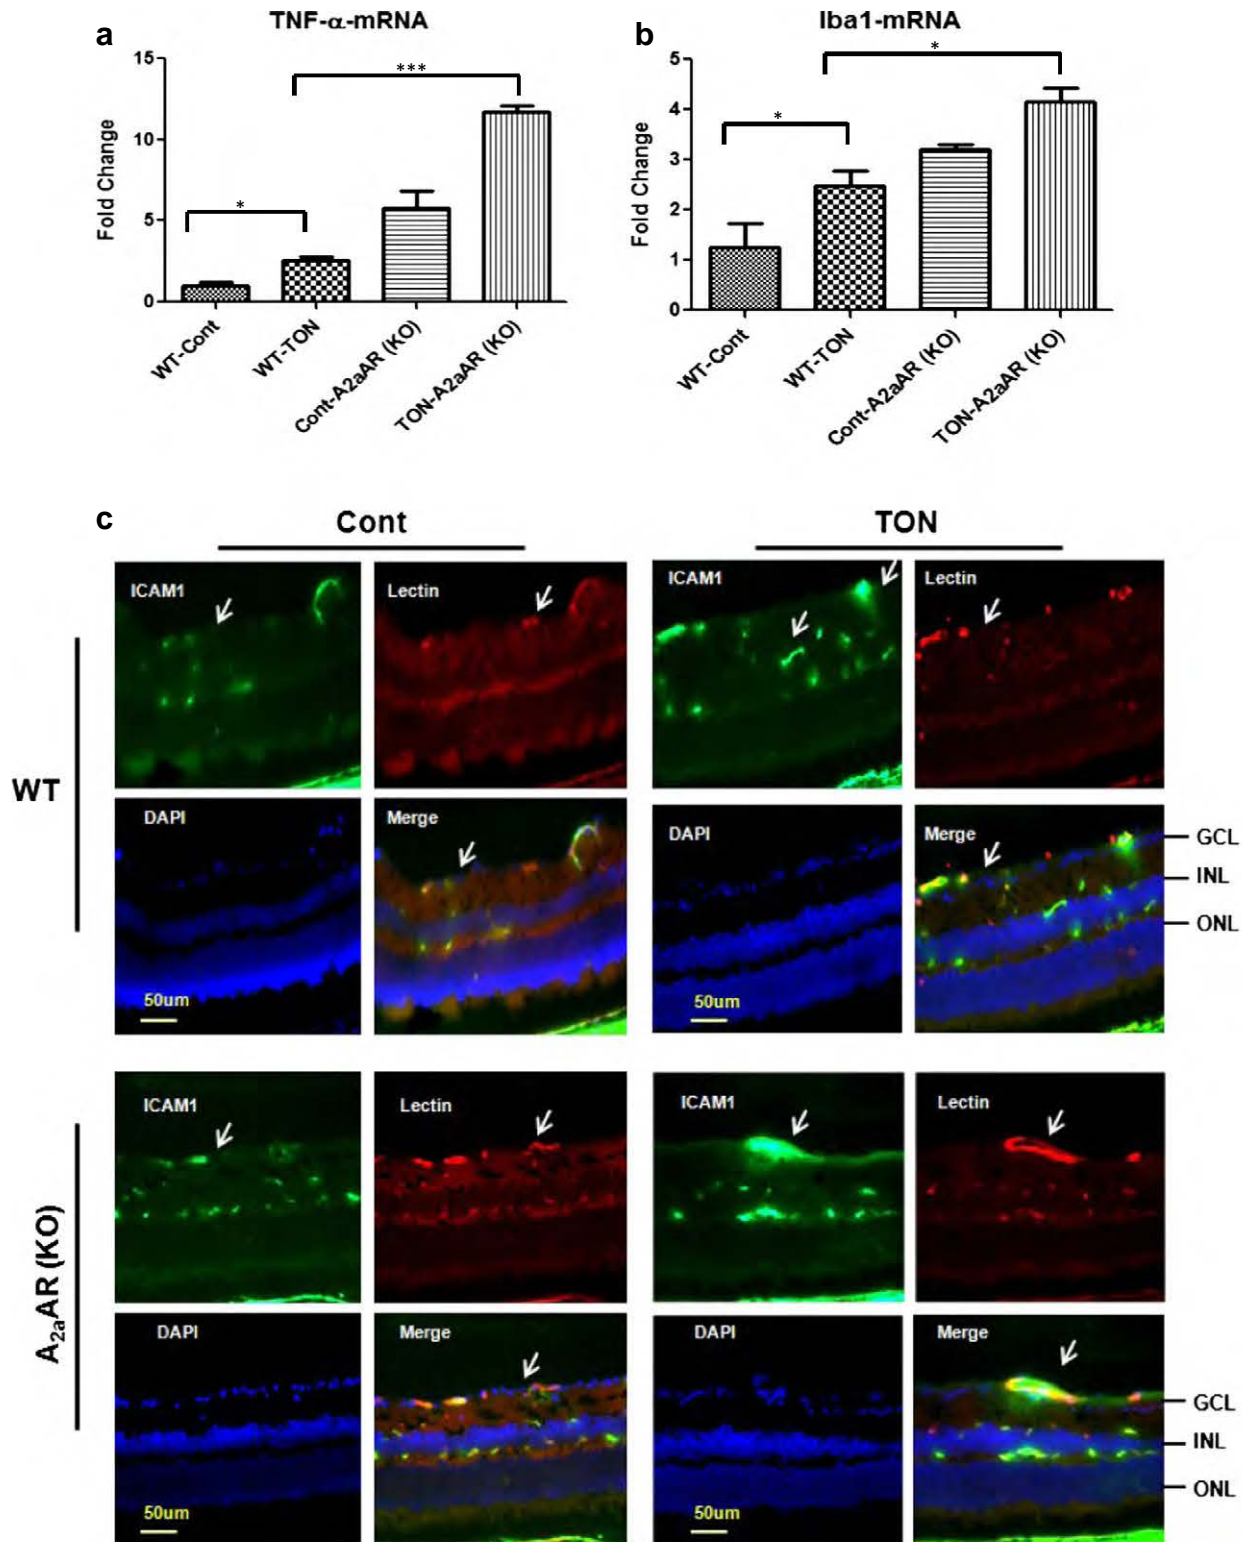 a
TNF-α-mRNA
15
10
5
0
Fold Change
*
***
WT-Cont
WT-TON
Cont-A2aAR (KO)
TON-A2aAR (KO)
b
Iba1-mRNA
5
4
3
2
1
0
Fold Change
*
*
WT-Cont
WT-TON
Cont-A2aAR (KO)
TON-A2aAR (KO)
c
Cont
TON
WT
ICAM1
Lectin
ICAM1
Lectin
DAPI
Merge
DAPI
Merge
50um
50um
GCL
INL
ONL
A2aAR (KO)
ICAM1
Lectin
ICAM1
Lectin
DAPI
Merge
DAPI
Merge
50um
50um
GCL
INL
ONL